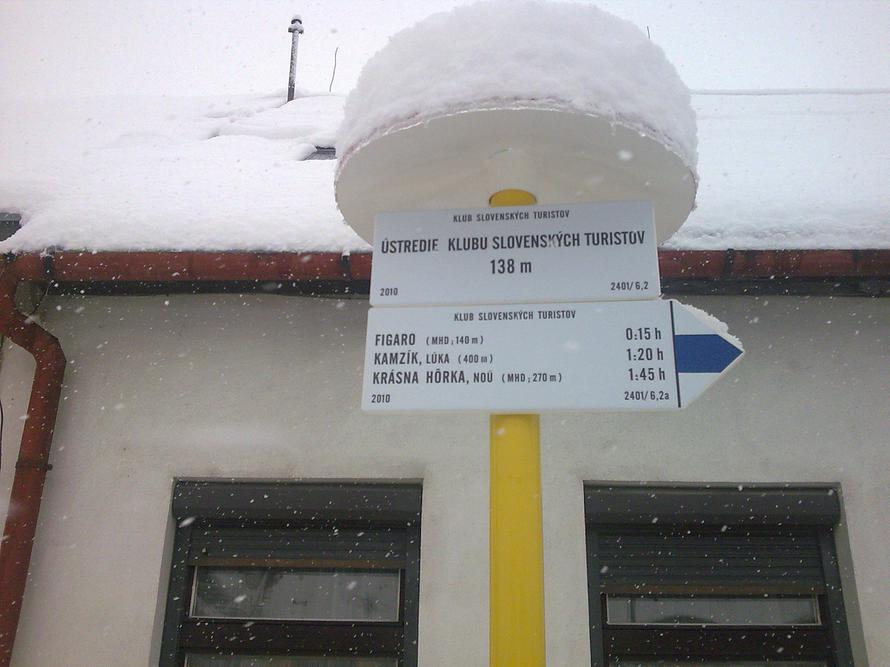 KLUB SLOVENSKÝCH TURISTOV
ÚSTREDIE KLUBU SLOVENSKÝCH TURISTOV
138 m
2010 2401/6,2
KLUB SLOVENSKÝCH TURISTOV
FIGARO (MHD; 140 m) 0:15 h
KAMZÍK, LÚKA (400 m) 1:20 h
KRÁSNA HÔRKA, NOÚ (MHD; 270 m) 1:45 h
2010 2401/6,2a